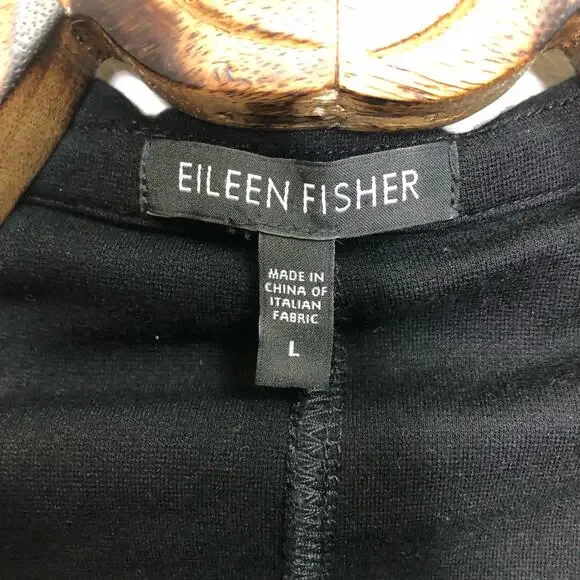 EILEEN FISHER
MADE IN
CHINA OF
ITALIAN
FABRIC
L